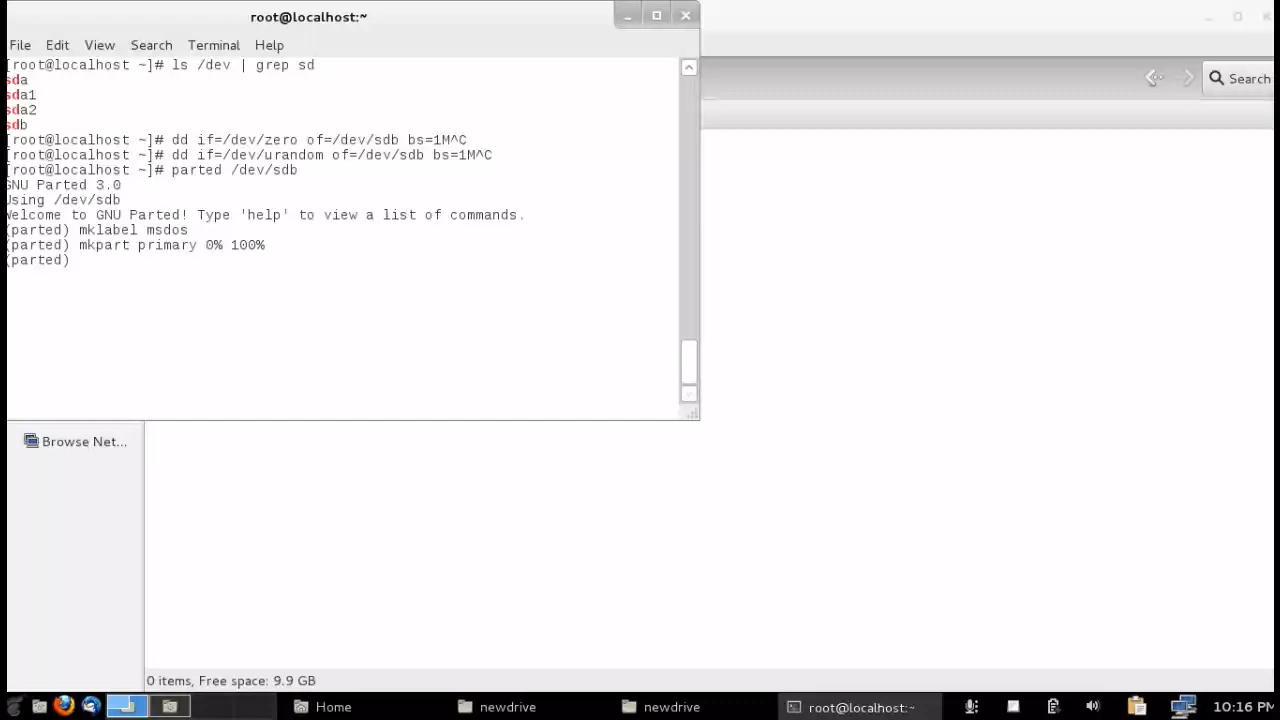 root@localhost:~
File Edit View Search Terminal Help
[root@localhost ~]# ls /dev | grep sd
sda
sda1
sda2
sdb
[root@localhost ~]# dd if=/dev/zero of=/dev/sdb bs=1M^C
[root@localhost ~]# dd if=/dev/urandom of=/dev/sdb bs=1M^C
[root@localhost ~]# parted /dev/sdb
GNU Parted 3.0
Using /dev/sdb
Welcome to GNU Parted! Type 'help' to view a list of commands.
(parted) mklabel msdos
(parted) mkpart primary 0% 100%
(parted)
Search
Browse Net...
0 items, Free space: 9.9 GB
Home newdrive newdrive root@localhost:~ 10:16 PM